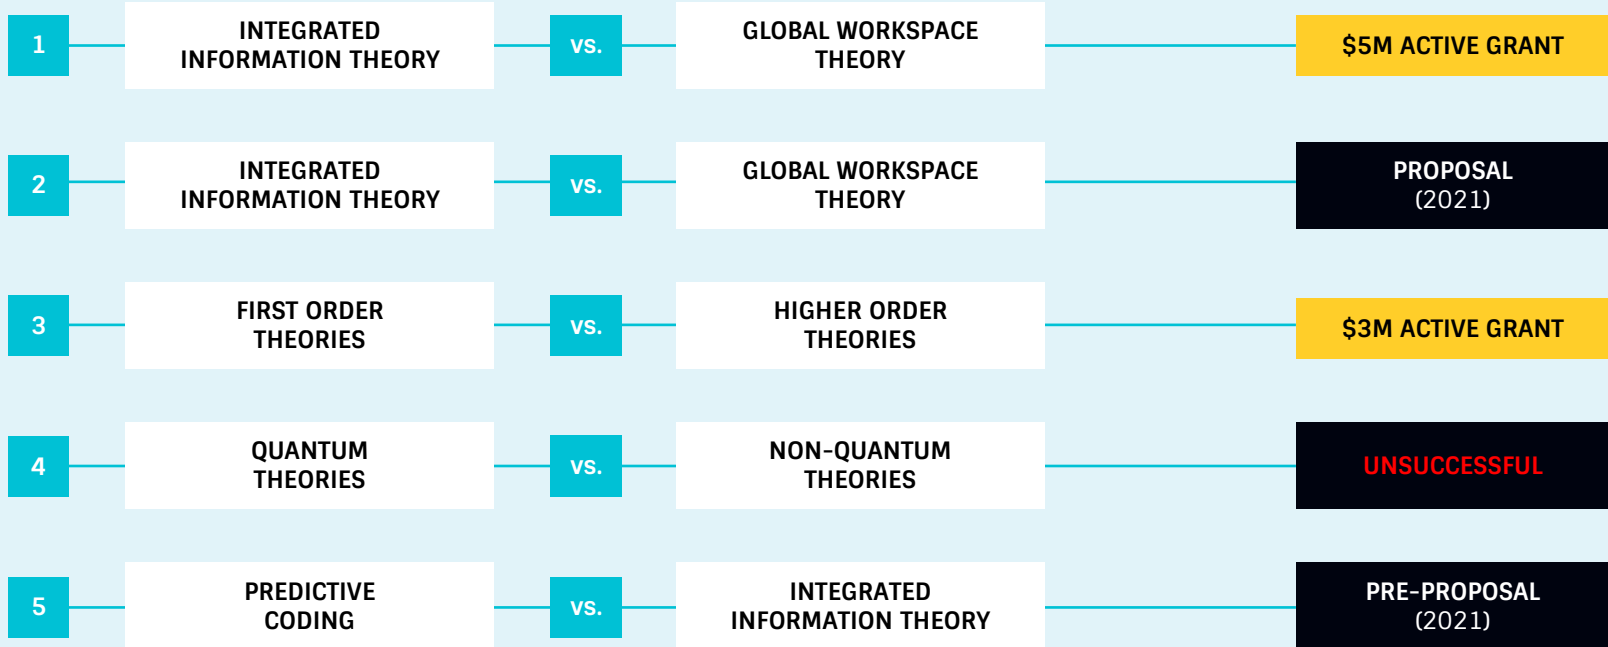 1
INTEGRATED
INFORMATION THEORY
VS.
GLOBAL WORKSPACE
THEORY
$5M ACTIVE GRANT
2
INTEGRATED
INFORMATION THEORY
VS.
GLOBAL WORKSPACE
THEORY
PROPOSAL
(2021)
3
FIRST ORDER
THEORIES
VS.
HIGHER ORDER
THEORIES
$3M ACTIVE GRANT
4
QUANTUM
THEORIES
VS.
NON-QUANTUM
THEORIES
UNSUCCESSFUL
5
PREDICTIVE
CODING
VS.
INTEGRATED
INFORMATION THEORY
PRE-PROPOSAL
(2021)